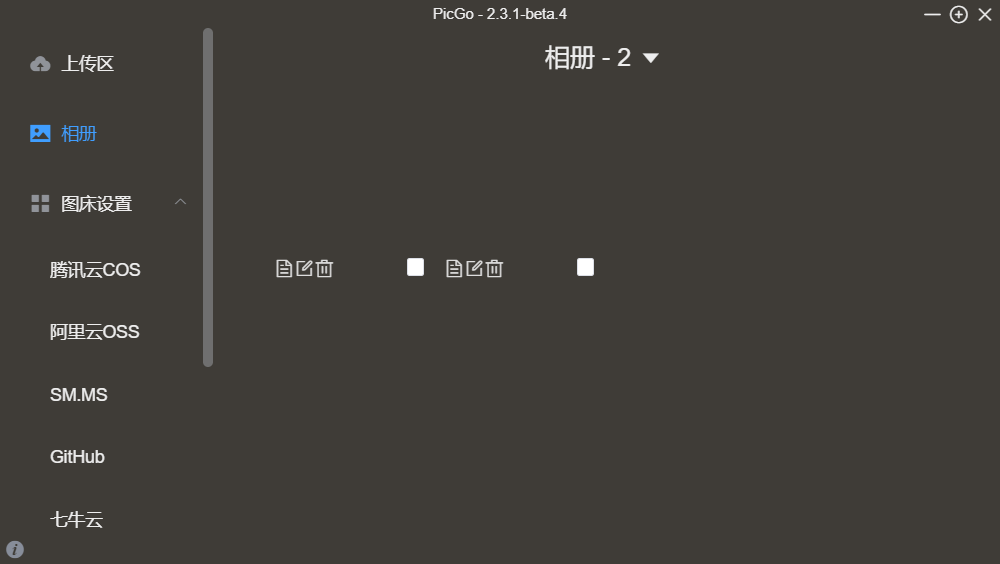 PicGo - 2.3.1-beta.4
上传区
相册
图床设置
腾讯云COS
阿里云OSS
SM.MS
GitHub
七牛云
相册 - 2